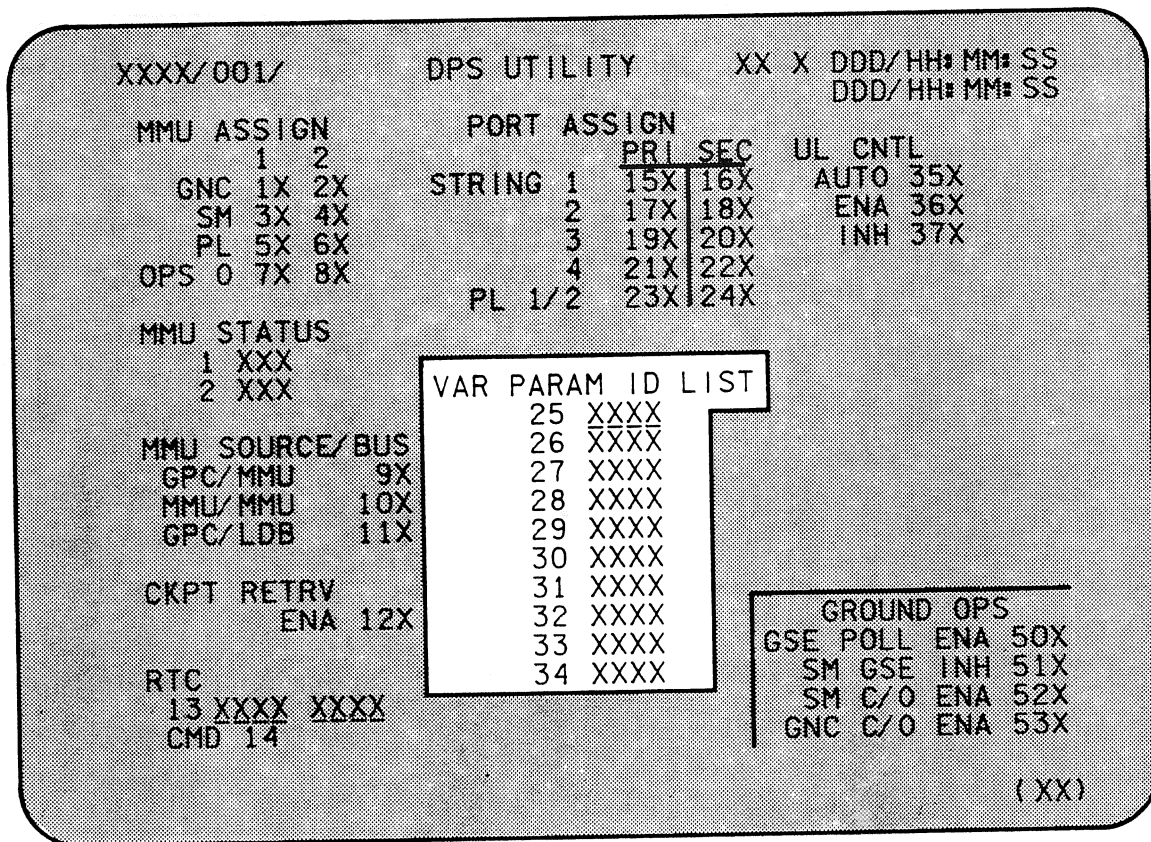 XXXX/001/ DPS UTILITY XX X DDD/HH:MM:SS
DDD/HH:MM:SS
MMU ASSIGN
1 2
GNC 1X 2X
SM 3X 4X
PL 5X 6X
OPS 0 7X 8X
MMU STATUS
1 XXX
2 XXX
MMU SOURCE/BUS
GPC/MMU 9X
MMU/MMU 10X
GPC/LDB 11X
CKPT RETRV
ENA 12X
RTC
13 XXXX XXXX
CMD 14
PORT ASSIGN
PRI SEC
STRING 1 15X 16X
2 17X 18X
3 19X 20X
4 21X 22X
PL 1/2 23X 24X
VAR PARAM ID LIST
25 XXXX
26 XXXX
27 XXXX
28 XXXX
29 XXXX
30 XXXX
31 XXXX
32 XXXX
33 XXXX
34 XXXX
UL CNTL
AUTO 35X
ENA 36X
INH 37X
GROUND OPS
GSE POLL ENA 50X
SM GSE INH 51X
SM C/O ENA 52X
GNC C/O ENA 53X
(XX)